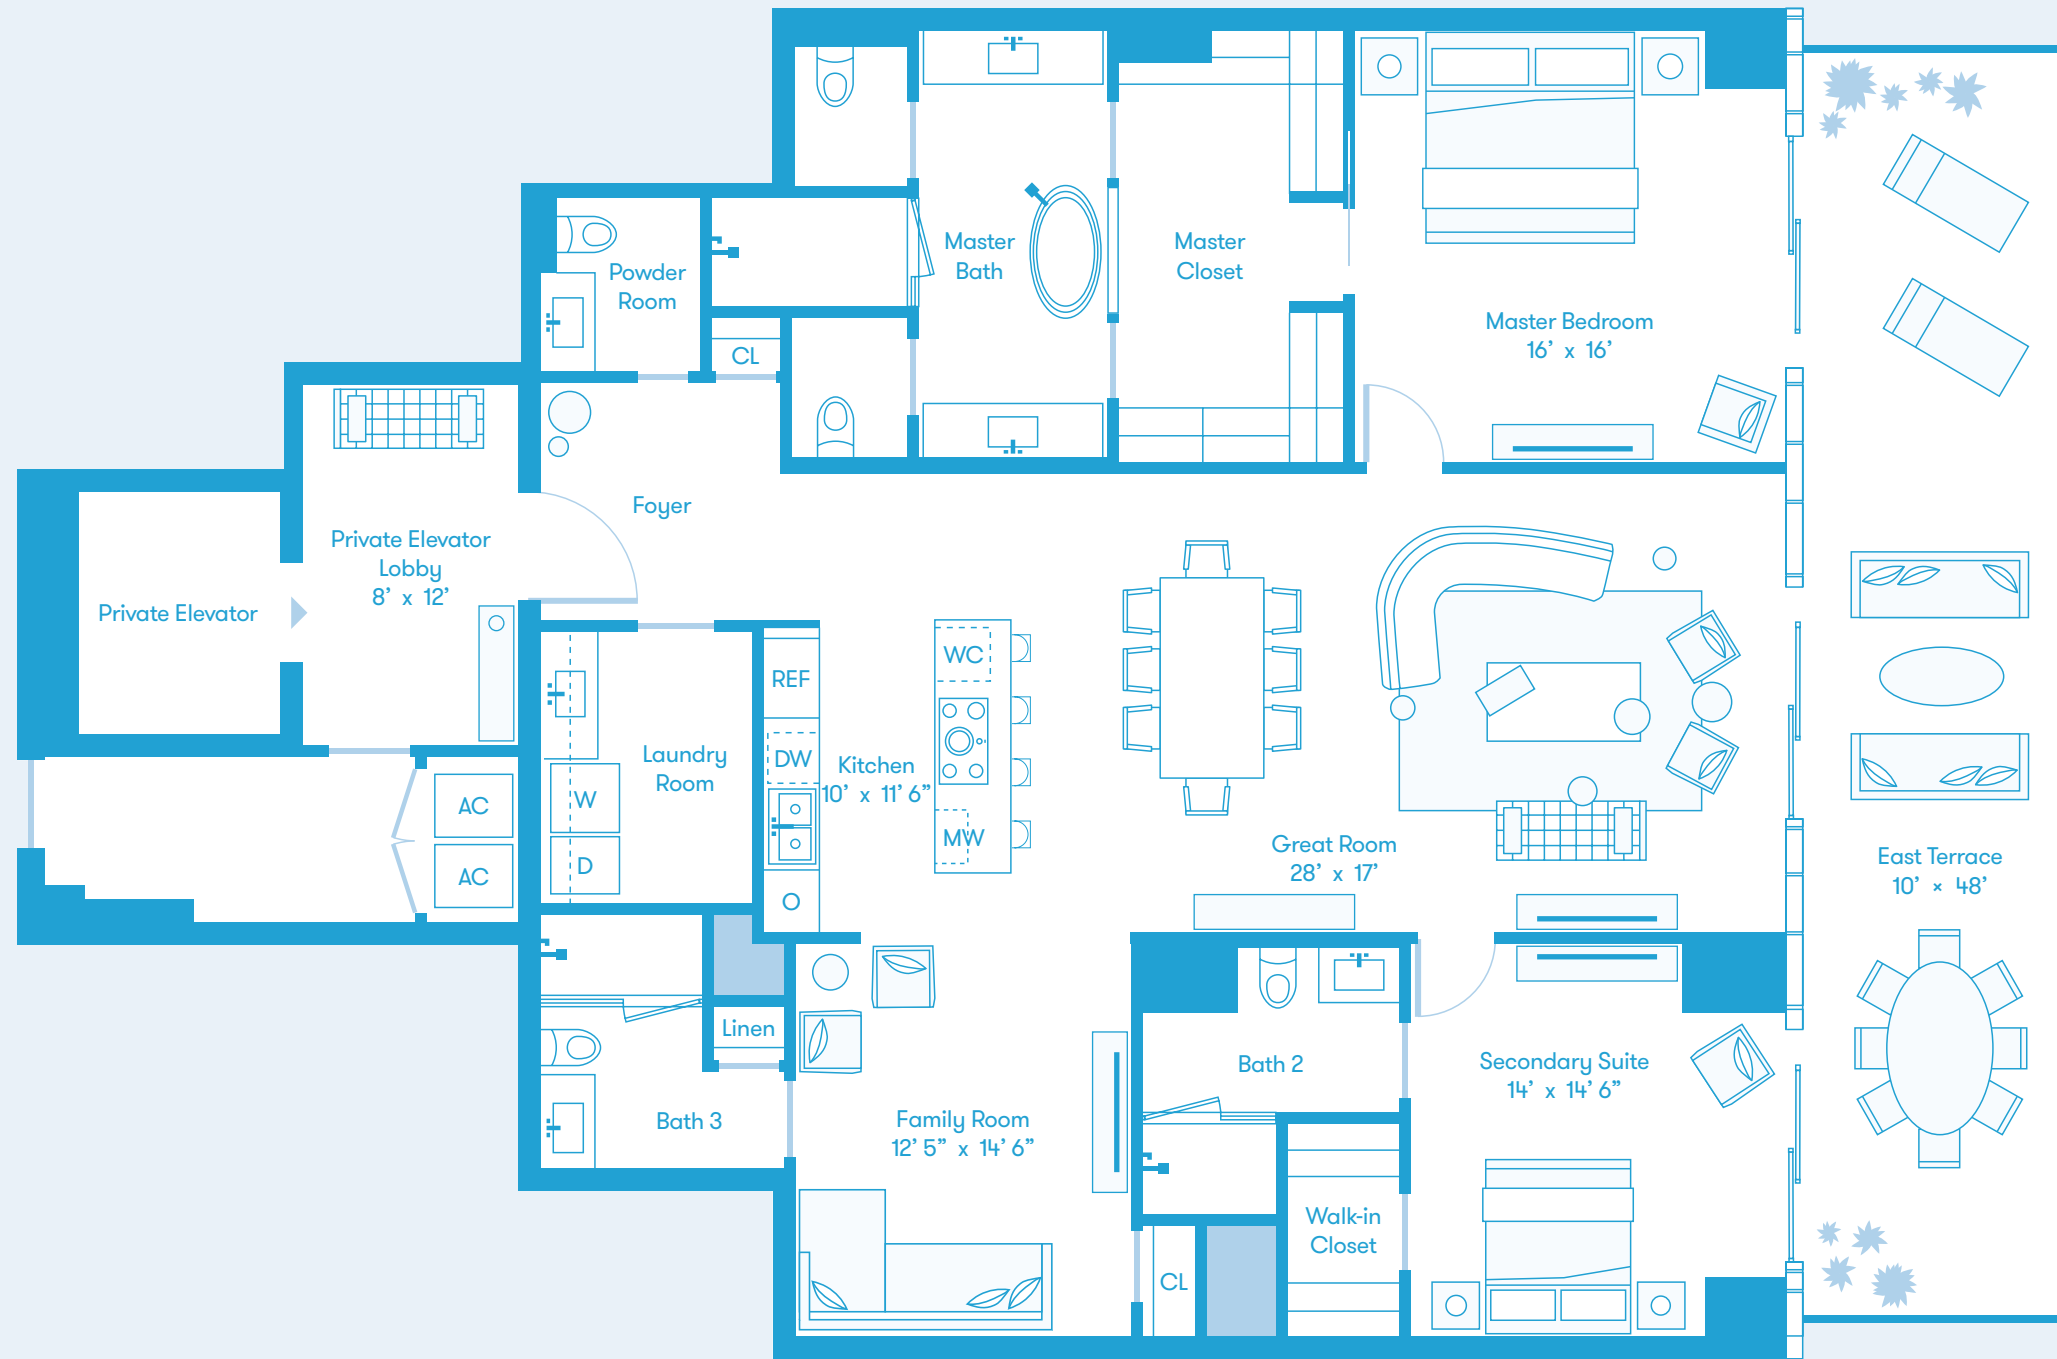 Master
Bath
Master
Closet
Powder
Room
CL
Master Bedroom
16’ x 16’
Foyer
Private Elevator
Lobby
8’ x 12’
Private Elevator
WC
REF
Laundry
Room
DW
Kitchen
10’ x 11’ 6”
W
AC
MW
Great Room
28’ x 17’
East Terrace
10’ × 48’
D
AC
O
Linen
Bath 2
Secondary Suite
14’ x 14’ 6”
Bath 3
Family Room
12’ 5” x 14’ 6”
Walk-in
Closet
CL